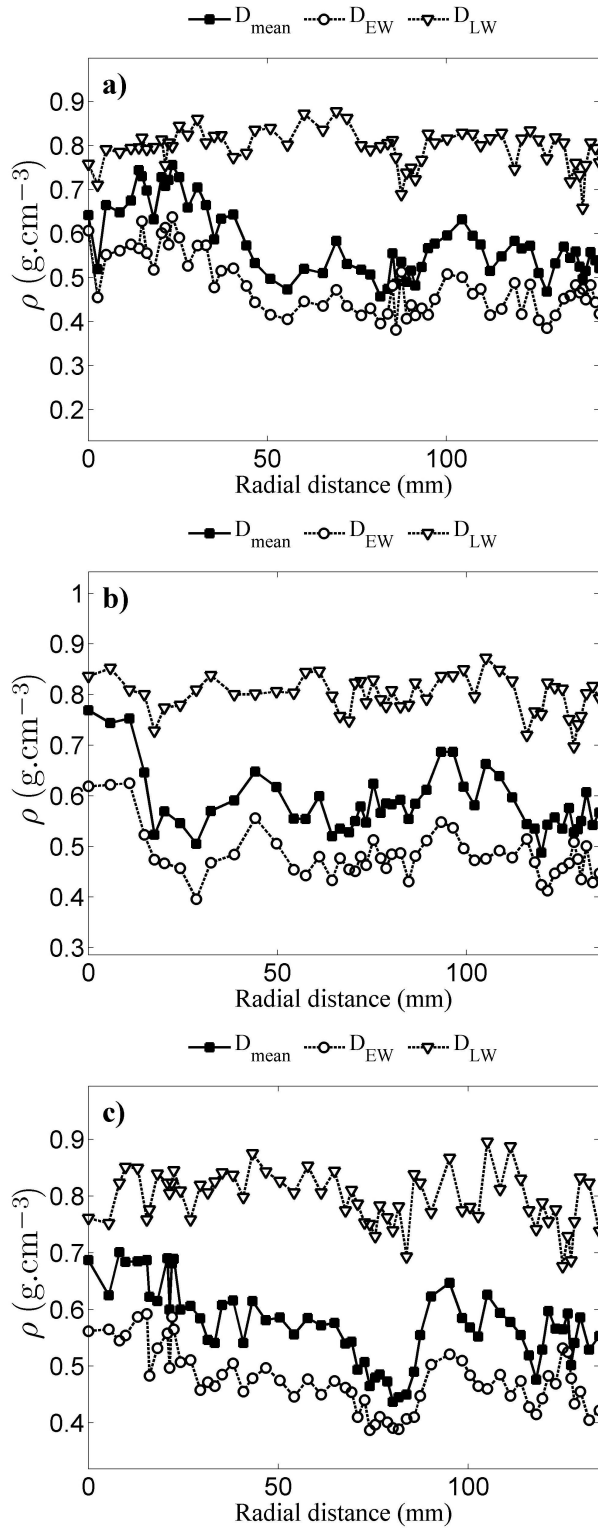 D_mean D_EW D_LW
a)
0.9
0.8
0.7
0.6
0.5
0.4
0.3
0.2
ρ (g.cm−3)
0 50 100
Radial distance (mm)
D_mean D_EW D_LW
b)
1
0.9
0.8
0.7
0.6
0.5
0.4
0.3
ρ (g.cm−3)
0 50 100
Radial distance (mm)
D_mean D_EW D_LW
c)
0.9
0.8
0.7
0.6
0.5
0.4
ρ (g.cm−3)
0 50 100
Radial distance (mm)